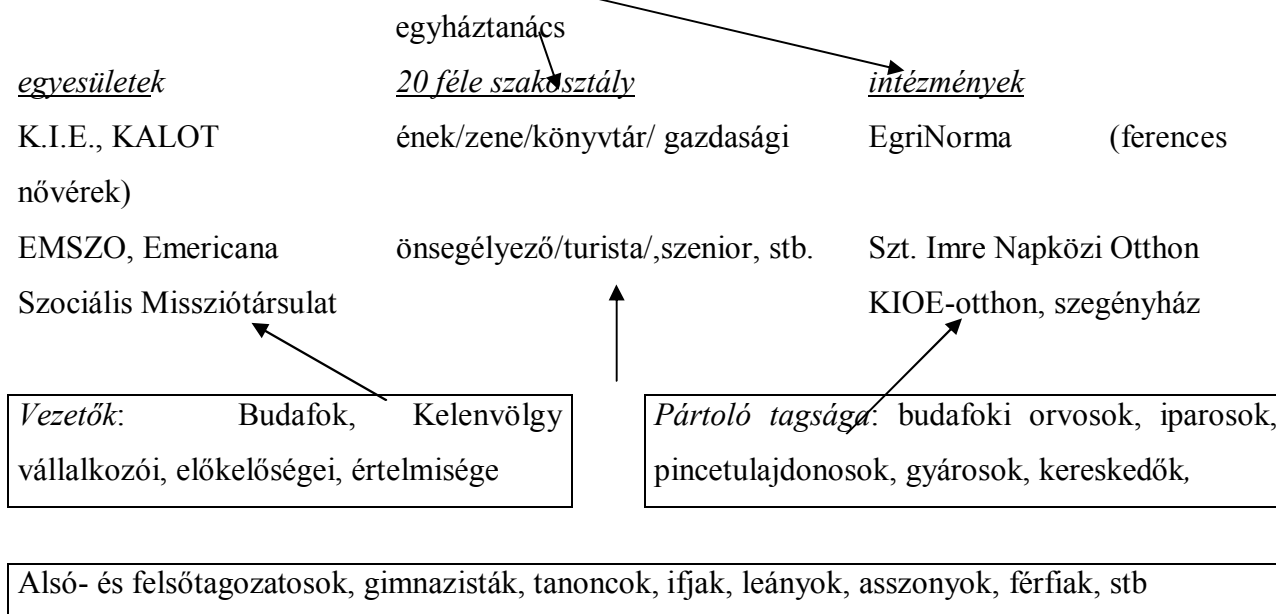 egyháztanács
egyesületek 20 féle szakosztály intézmények
K.I.E., KALOT ének/zene/könyvtár/ gazdasági EgriNorma (ferences
nővérek)
EMSZO, Emericana önsegélyező/turista/,szenior, stb. Szt. Imre Napközi Otthon
Szociális Missziótársulat KIOE-otthon, szegényház
Vezetők: Budafok, Kelenvölgy
vállalkozói, előkelőségei, értelmisége
Pártoló tagsága: budafoki orvosok, iparosok,
pincetulajdonosok, gyárosok, kereskedők,
Alsó- és felsőtagozatosok, gimnazisták, tanoncok, ifjak, leányok, asszonyok, férfiak, stb